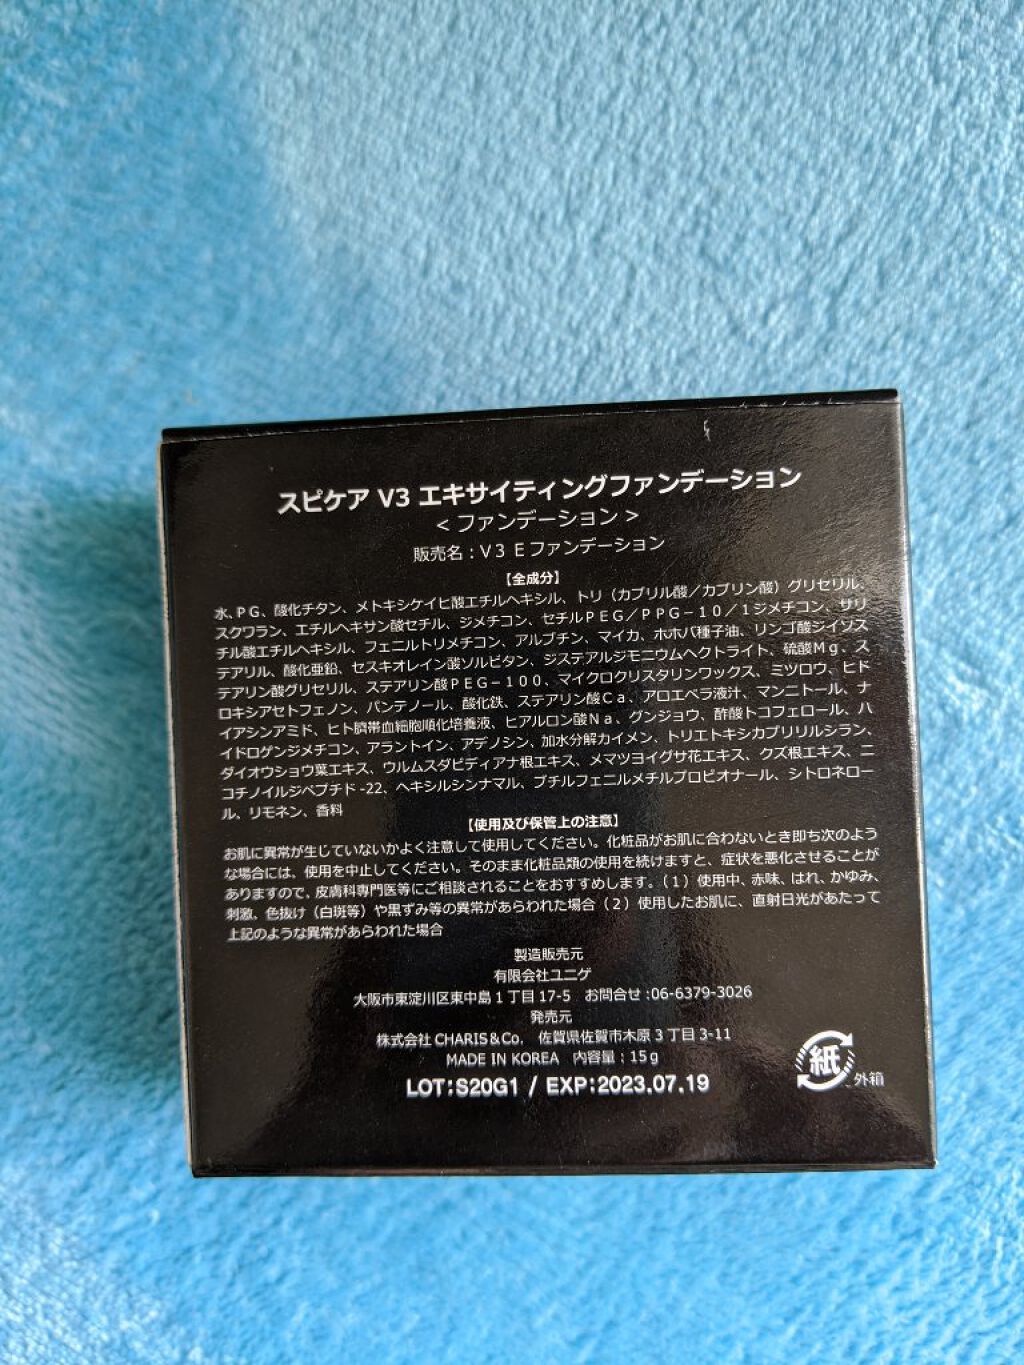 スピケア V3 エキサイティングファンデーション
< ファンデーション >
販売名：V3 E ファンデーション
【全成分】
水、PG、酸化チタン、メトキシケイヒ酸エチルヘキシル、トリ（カプリル酸／カプリン酸）グリセリル、
スクワラン、エチルヘキサン酸セチル、ジメチコン、セチルPEG／PPG－10／1ジメチコン、サリ
チル酸エチルヘキシル、フェニルトリメチコン、アルブチン、マイカ、ホホバ種子油、リンゴ酸ジイソス
テアリル、酸化亜鉛、セスキオレイン酸ソルビタン、ジステアルジモニウムヘクトライト、硫酸Mg、ス
テアリン酸グリセリル、ステアリン酸PEG－100、マイクロクリスタリンワックス、ミツロウ、ヒド
ロキシアセトフェノン、パンテノール、酸化鉄、ステアリン酸Ca、アロエベラ液汁、マンニトール、ナ
イアシンアミド、ヒト臍帯血細胞順化培養液、ヒアルロン酸Na、グンジョウ、酢酸トコフェロール、ハ
イドロゲンジメチコン、アラントイン、アデノシン、加水分解カイメン、トリエトキシカプリリルシラン、
ダイオウショウ葉エキス、ウルムスダビディアナ根エキス、メマツヨイグサ花エキス、クズ根エキス、ニ
コチノイルジペプチド-22、ヘキシルシンナマル、ブチルフェニルメチルプロピオナール、シトロネロー
ル、リモネン、香料
【使用及び保管上の注意】
お肌に異常が生じていないかよく注意して使用してください。化粧品がお肌に合わないとき即ち次のよう
な場合には、使用を中止してください。そのまま化粧品類の使用を続けますと、症状を悪化させることが
ありますので、皮膚科専門医等にご相談されることをおすすめします。（1）使用中、赤味、はれ、かゆみ、
刺激、色抜け（白斑等）や黒ずみ等の異常があらわれた場合（2）使用したお肌に、直射日光があたって
上記のような異常があらわれた場合
製造販売元
有限会社ユニゲ
大阪市東淀川区東中島1丁目17-5　お問合せ:06-6379-3026
発売元
株式会社 CHARIS&Co.　佐賀県佐賀市木原3丁目3-11
MADE IN KOREA　内容量：15g
LOT:S20G1 / EXP:2023.07.19
紙
外箱